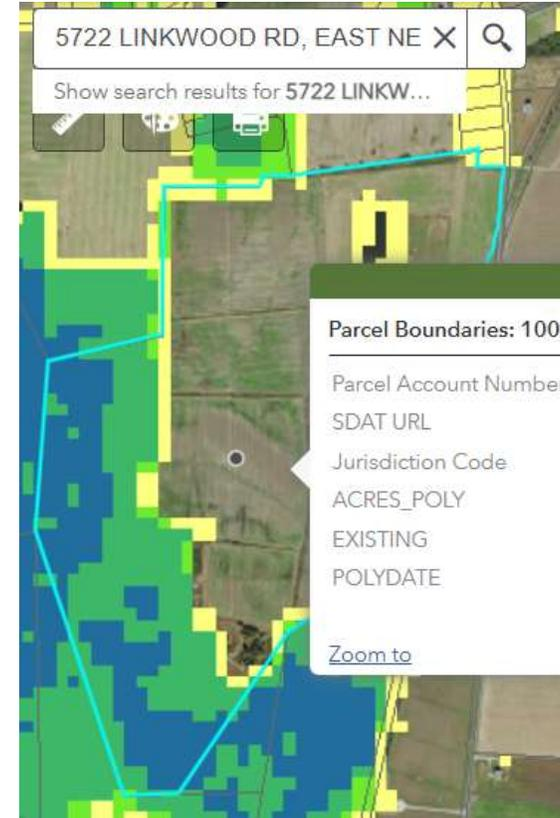 5722 LINKWOOD RD, EAST NE
Show search results for 5722 LINKW...
Parcel Boundaries: 100
Parcel Account Number
SDAT URL
Jurisdiction Code
ACRES_POLY
EXISTING
POLYDATE
Zoom to